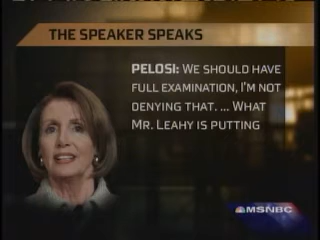 THE SPEAKER SPEAKS
PELOSI: WE SHOULD HAVE
FULL EXAMINATION, I'M NOT
DENYING THAT. ... WHAT
MR. LEAHY IS PUTTING
MSNBC